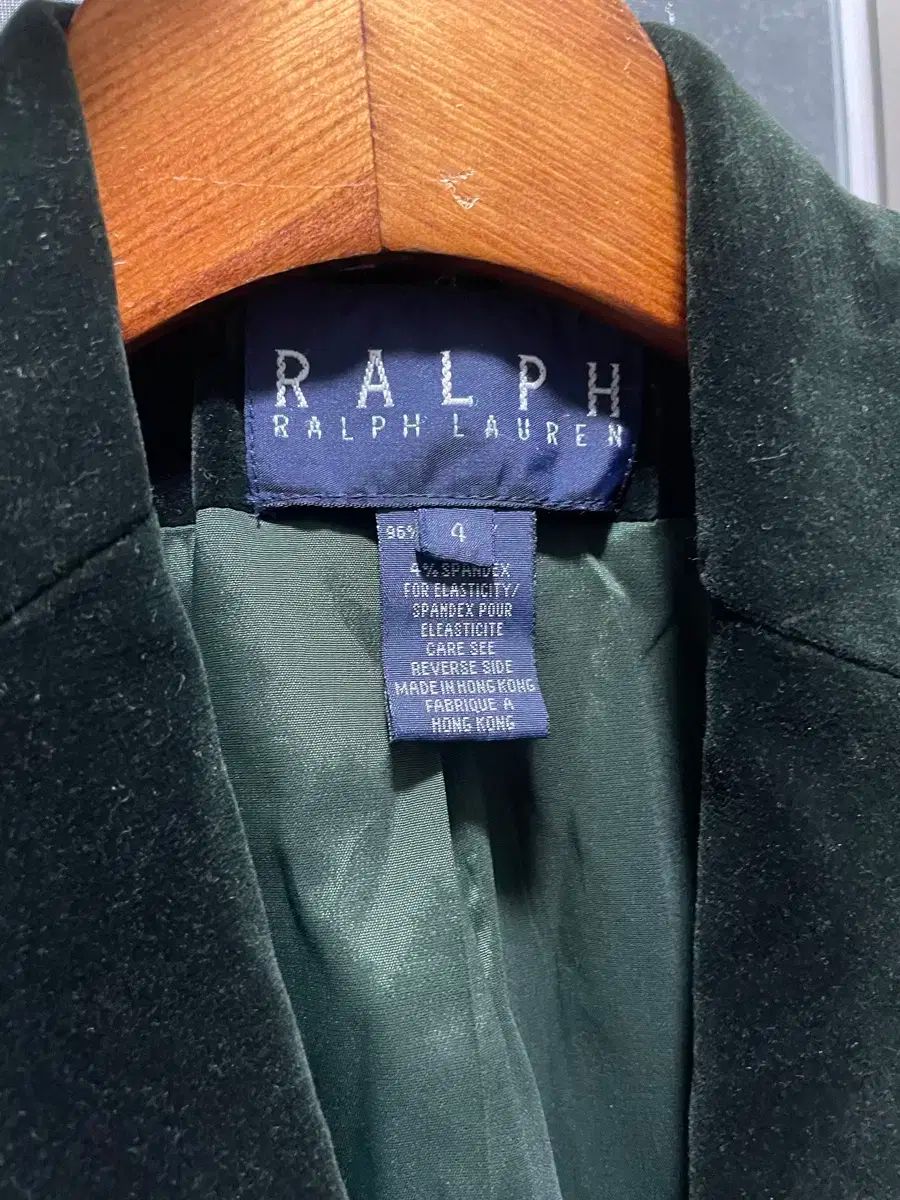 RALPH
RALPH LAUREN
96%
4
4% SPANDEX
FOR ELASTICITY/
SPANDEX POUR
ELEASTICITE
CARE SEE
REVERSE SIDE
MADE IN HONG KONG
FABRIQUE A
HONG KONG